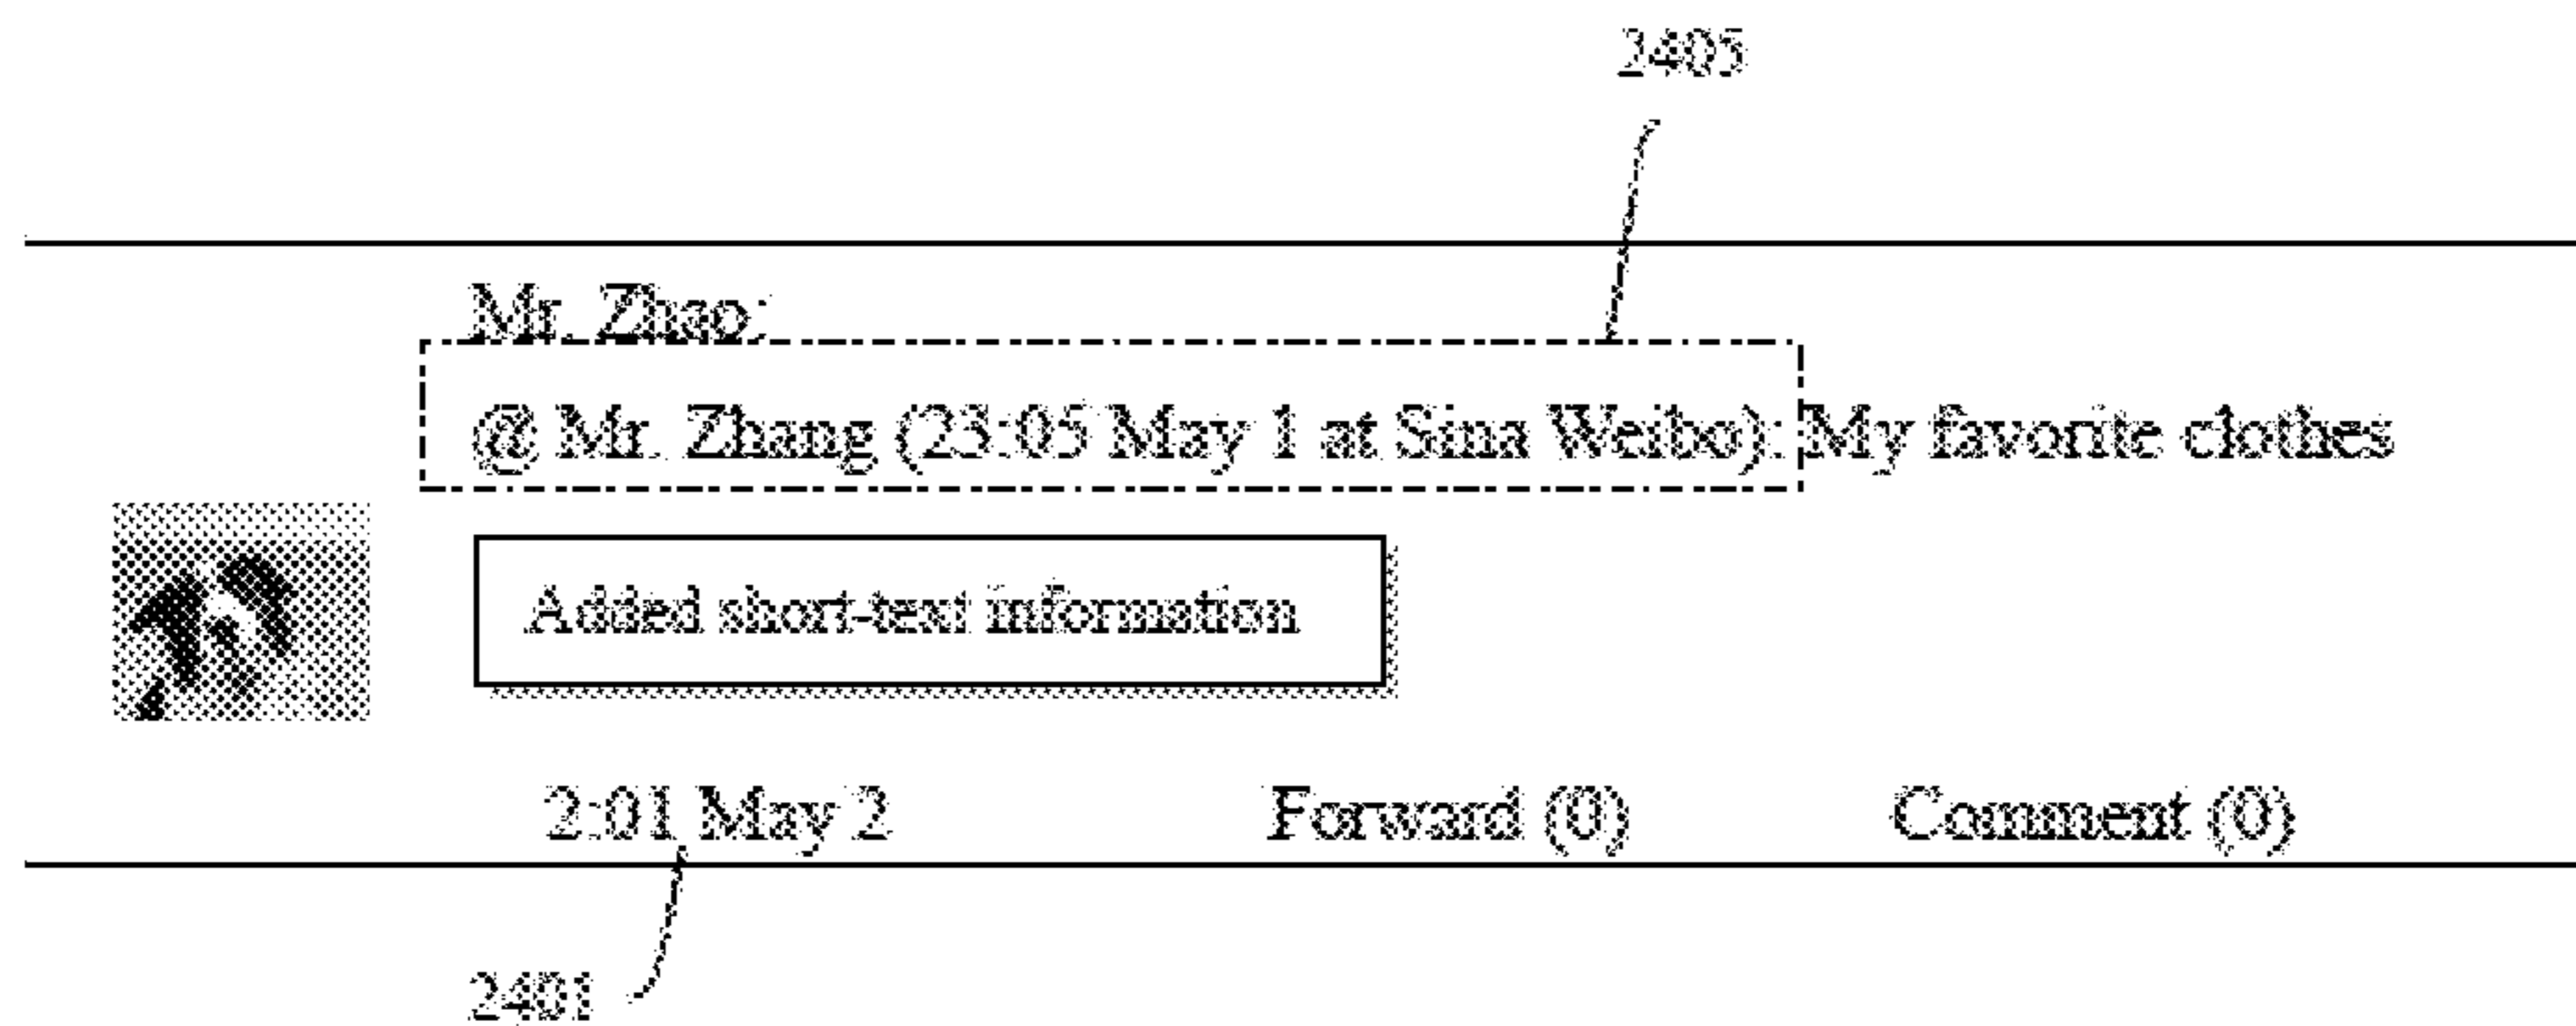 2405
Mr. Zhao:
@ Mr. Zhang (23:05 May 1 at Sina Weibo): My favorite clothes
Added short-text information
2:01 May 2 Forward (0) Comment (0)
2401